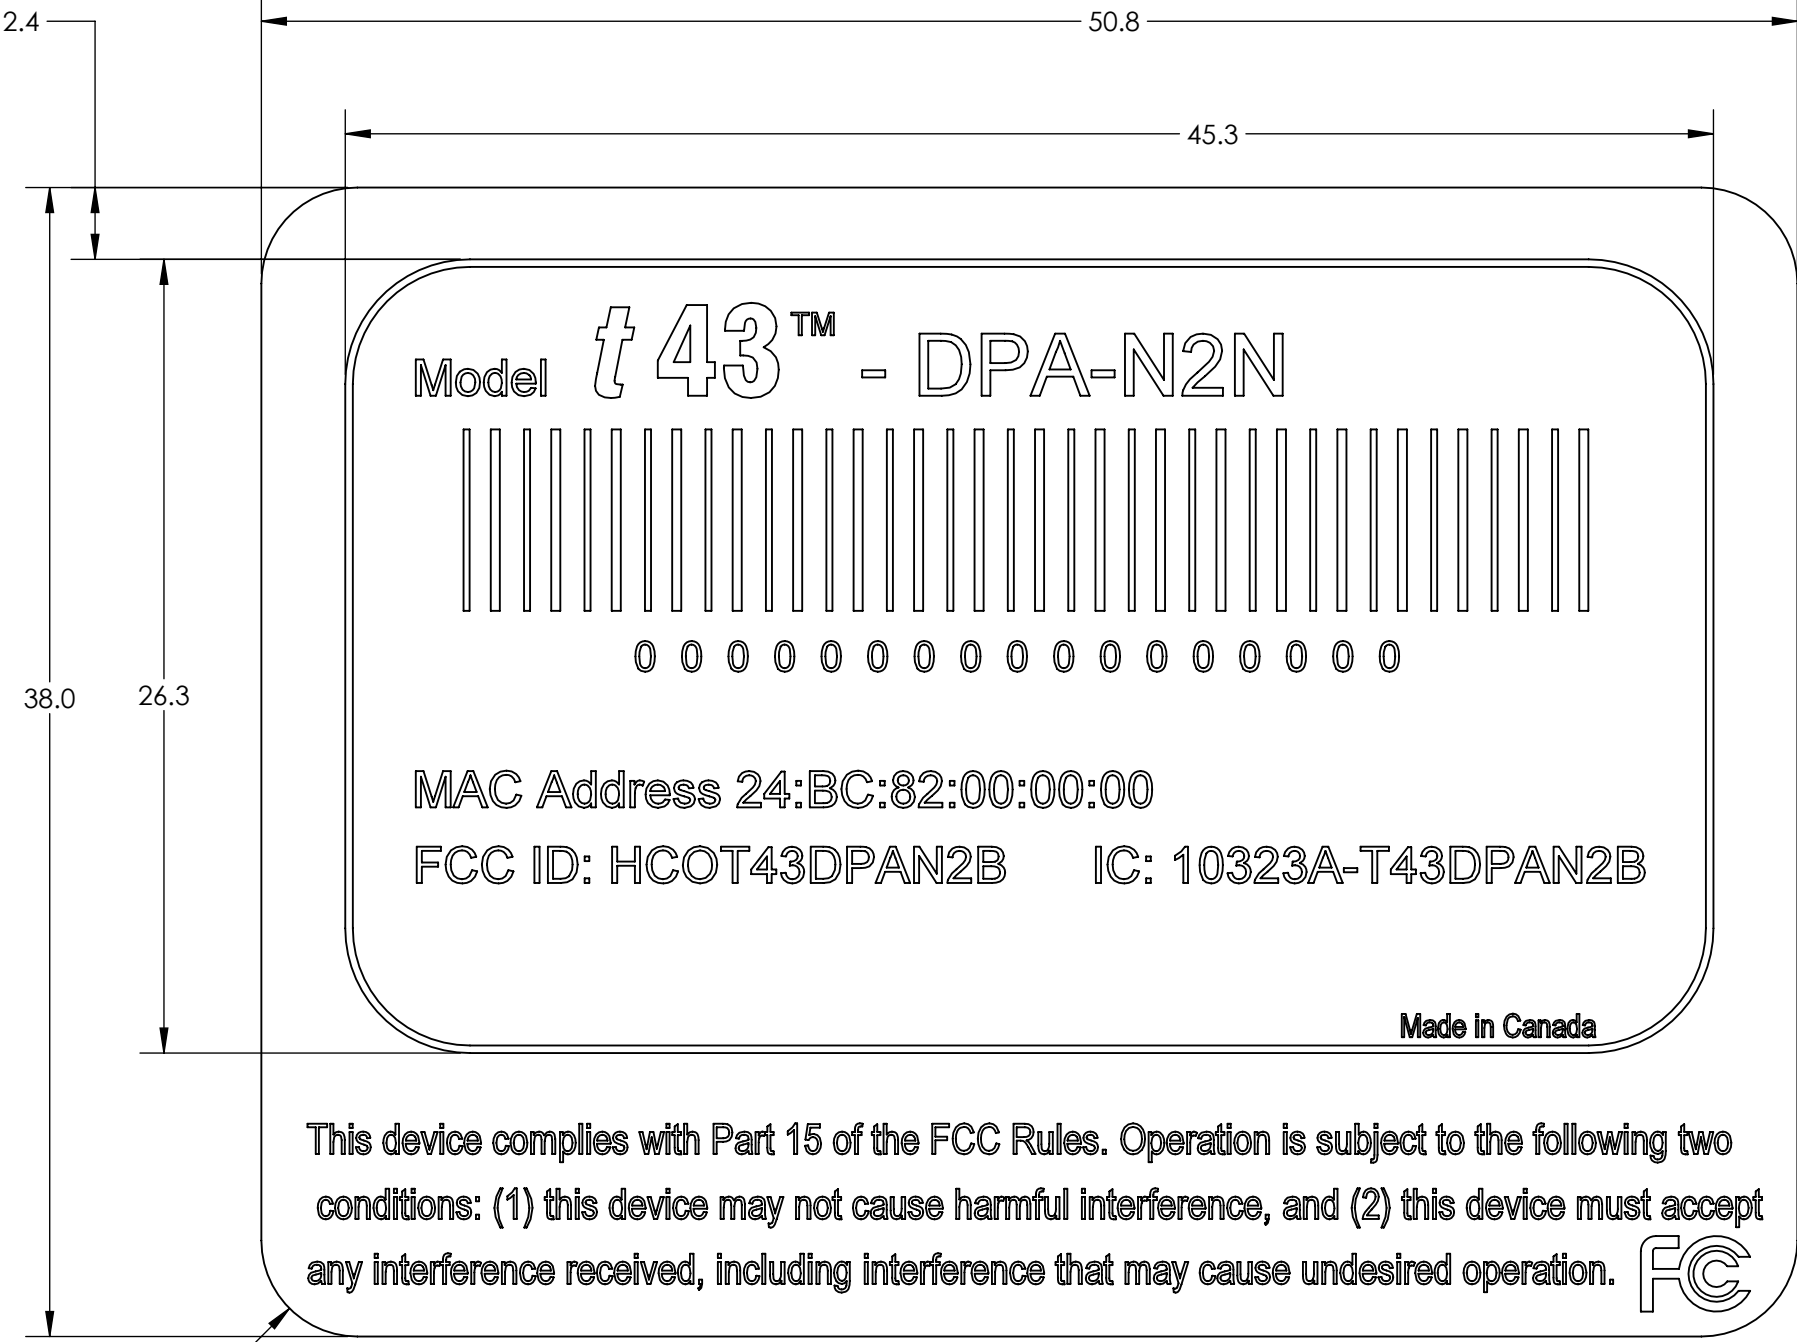 2.4
50.8
45.3
Model t 43™ - DPA-N2N
0 0 0 0 0 0 0 0 0 0 0 0 0 0 0 0 0
38.0
26.3
MAC Address 24:BC:82:00:00:00
FCC ID: HCOT43DPAN2B IC: 10323A-T43DPAN2B
Made in Canada
This device complies with Part 15 of the FCC Rules. Operation is subject to the following two
conditions: (1) this device may not cause harmful interference, and (2) this device must accept
any interference received, including interference that may cause undesired operation.
FC